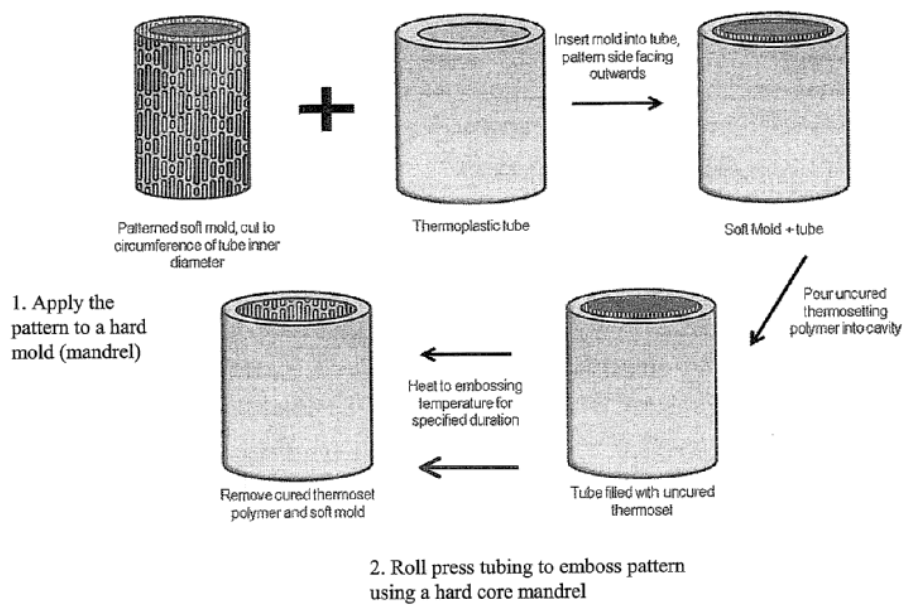 Insert mold into tube,
pattern side facing
outwards
Patterned soft mold, cut to
circumference of tube inner
diameter
Thermoplastic tube
Soft Mold + tube
1. Apply the
pattern to a hard
mold (mandrel)
Pour uncured
thermosetting
polymer into cavity
Heat to embossing
temperature for
specified duration
Remove cured thermoset
polymer and soft mold
Tube filled with uncured
thermoset
2. Roll press tubing to emboss pattern
using a hard core mandrel